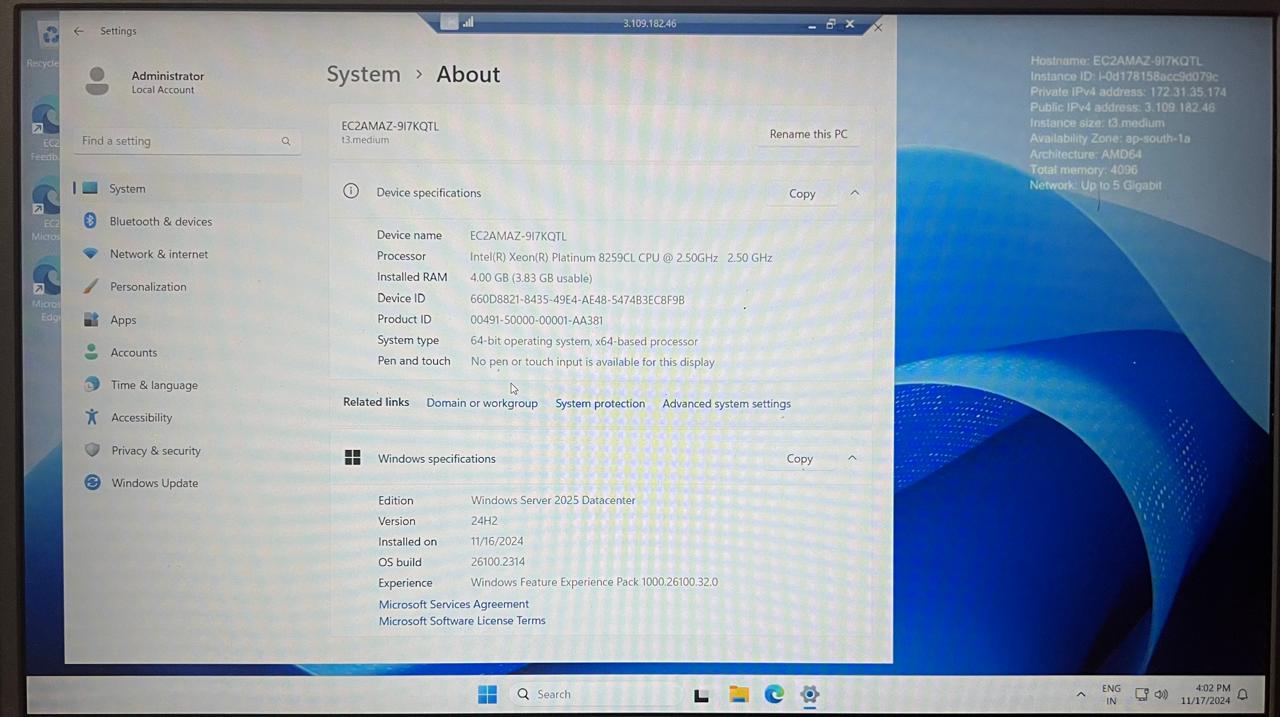 Settings
3.109.182.46
Recycle
Administrator
Local Account
Find a setting
System
Bluetooth & devices
Network & internet
Personalization
Apps
Accounts
Time & language
Accessibility
Privacy & security
Windows Update
System > About
EC2AMAZ-9I7KQTL
t3.medium
Rename this PC
Device specifications
Copy
Device name EC2AMAZ-9I7KQTL
Processor Intel(R) Xeon(R) Platinum 8259CL CPU @ 2.50GHz 2.50 GHz
Installed RAM 4.00 GB (3.83 GB usable)
Device ID 660D8821-8435-49E4-AE48-5474B3EC8F9B
Product ID 00491-50000-00001-AA381
System type 64-bit operating system, x64-based processor
Pen and touch No pen or touch input is available for this display
Related links Domain or workgroup System protection Advanced system settings
Windows specifications
Copy
Edition Windows Server 2025 Datacenter
Version 24H2
Installed on 11/16/2024
OS build 26100.2314
Experience Windows Feature Experience Pack 1000.26100.32.0
Microsoft Services Agreement
Microsoft Software License Terms
EC2
Feedb
EC2
Micros
Micros
Edg
Hostname: EC2AMAZ-9I7KQTL
Instance ID: i-0d178158acc9d079c
Private IPv4 address: 172.31.35.174
Public IPv4 address: 3.109.182.46
Instance size: t3.medium
Availability Zone: ap-south-1a
Architecture: AMD64
Total memory: 4096
Network: Up to 5 Gigabit
Search
ENG
IN
4:02 PM
11/17/2024